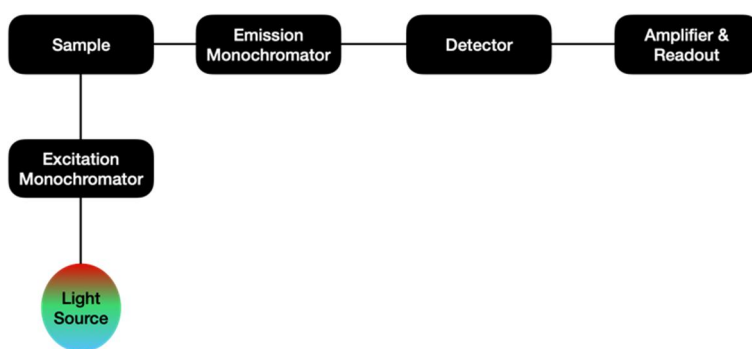 Sample
Emission
Monochromator
Detector
Amplifier &
Readout
Excitation
Monochromator
Light
Source